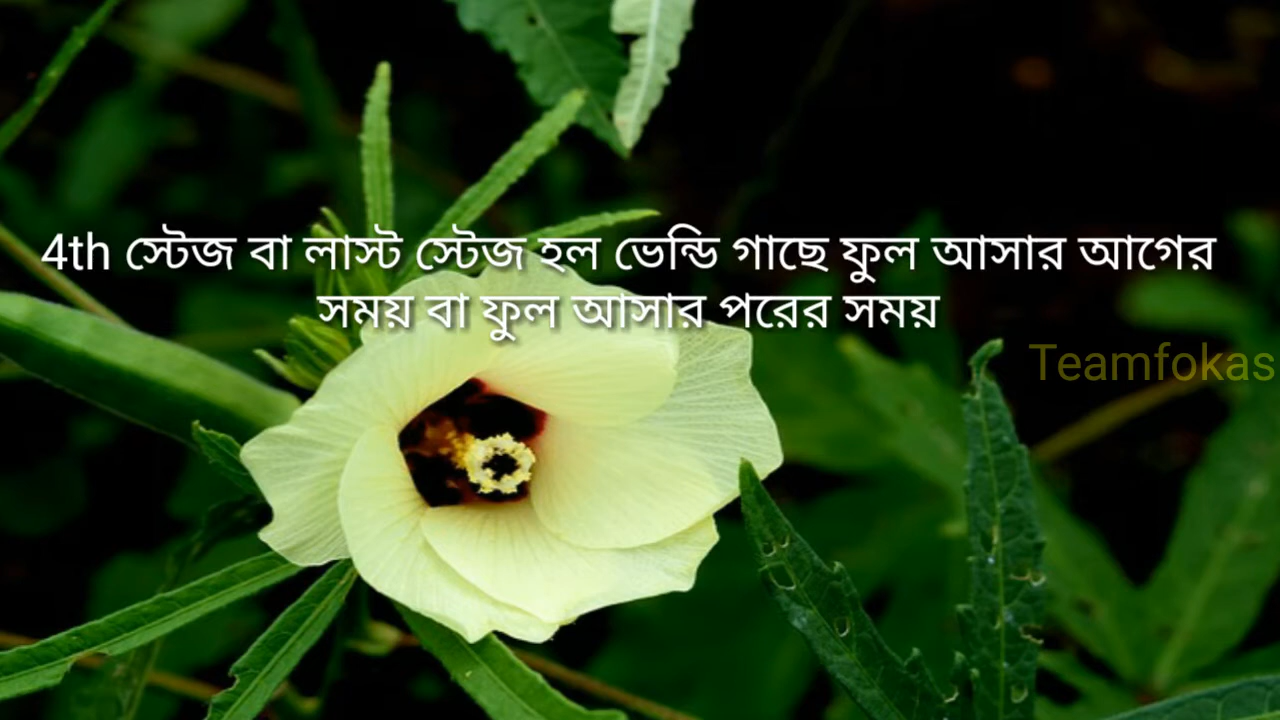 4th স্টেজ বা লাস্ট স্টেজ হল ভেন্ডি গাছে ফুল আসার আগের
সময় বা ফুল আসার পরের সময়
Teamfokas